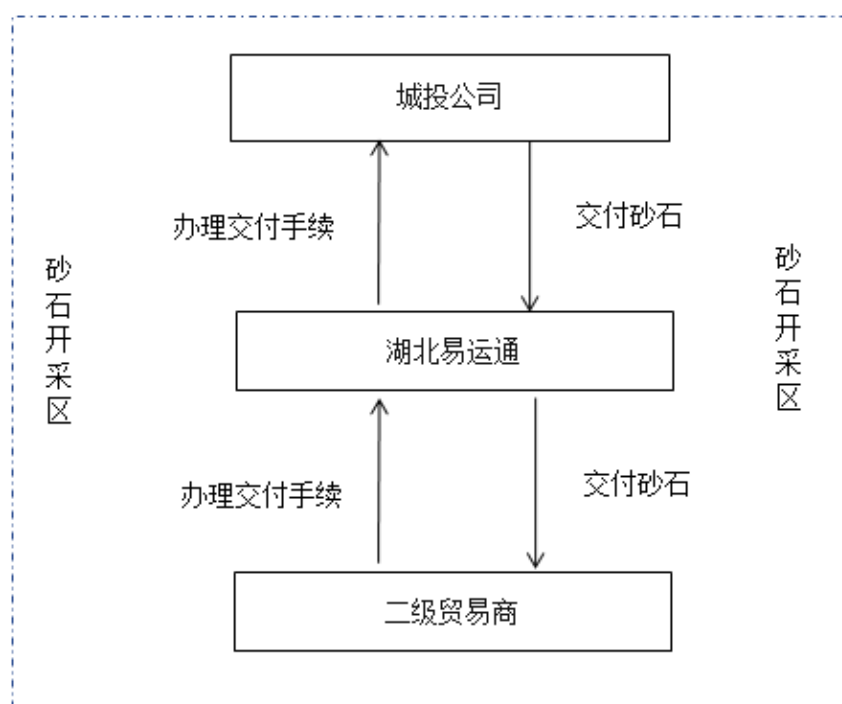 城投公司
办理交付手续
交付砂石
砂石开采区
砂石开采区
湖北易运通
办理交付手续
交付砂石
二级贸易商